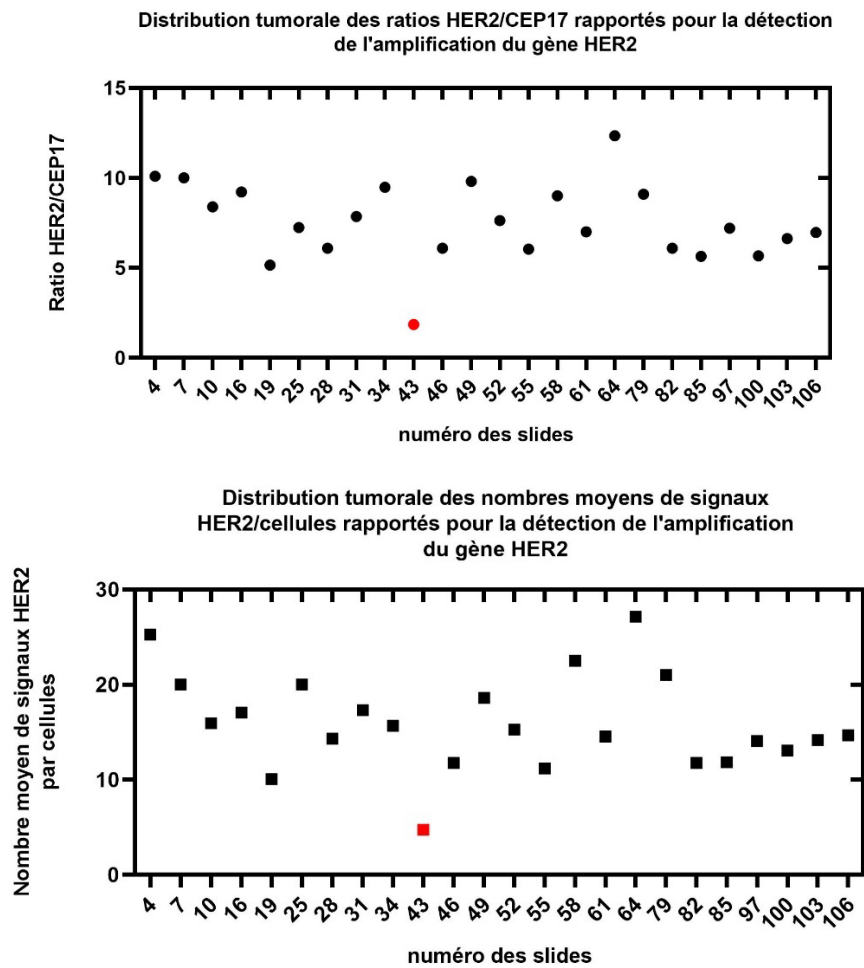 Distribution tumorale des ratios HER2/CEP17 rapportés pour la détection
de l'amplification du gène HER2
15
10
5
0
Ratio HER2/CEP17
4 7 10 16 19 25 28 31 34 43 46 49 52 55 58 61 64 79 82 85 97 100 103 106
numéro des slides
Distribution tumorale des nombres moyens de signaux
HER2/cellules rapportés pour la détection de l'amplification
du gène HER2
30
20
10
0
Nombre moyen de signaux HER2
par cellules
4 7 10 16 19 25 28 31 34 43 46 49 52 55 58 61 64 79 82 85 97 100 103 106
numéro des slides